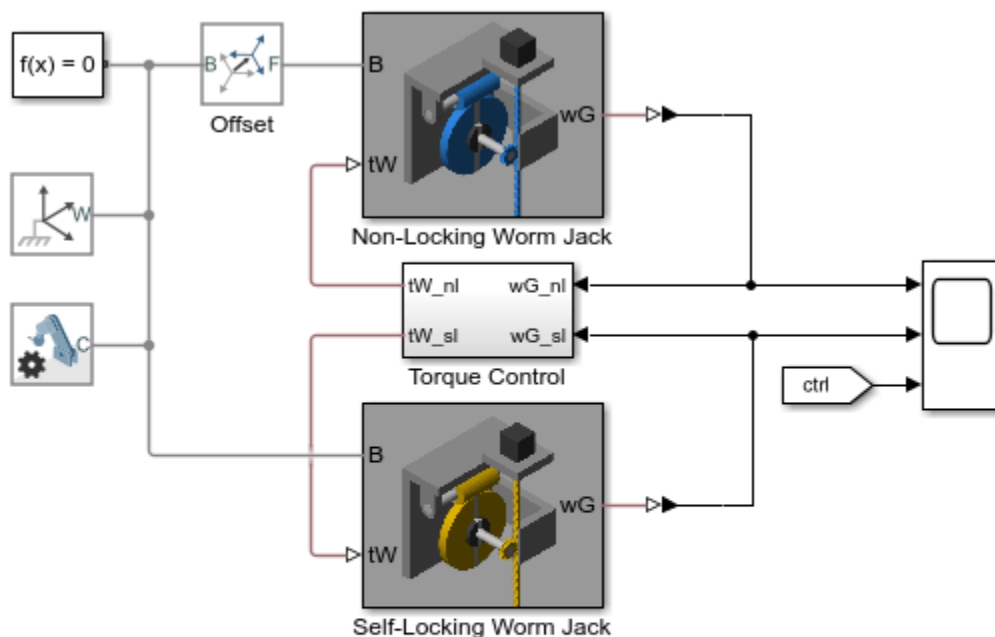 f(x) = 0
B
F
Offset
B
wG
tW
Non-Locking Worm Jack
W
C
tW_nl
wG_nl
tW_sl
wG_sl
Torque Control
ctrl
B
wG
tW
Self-Locking Worm Jack